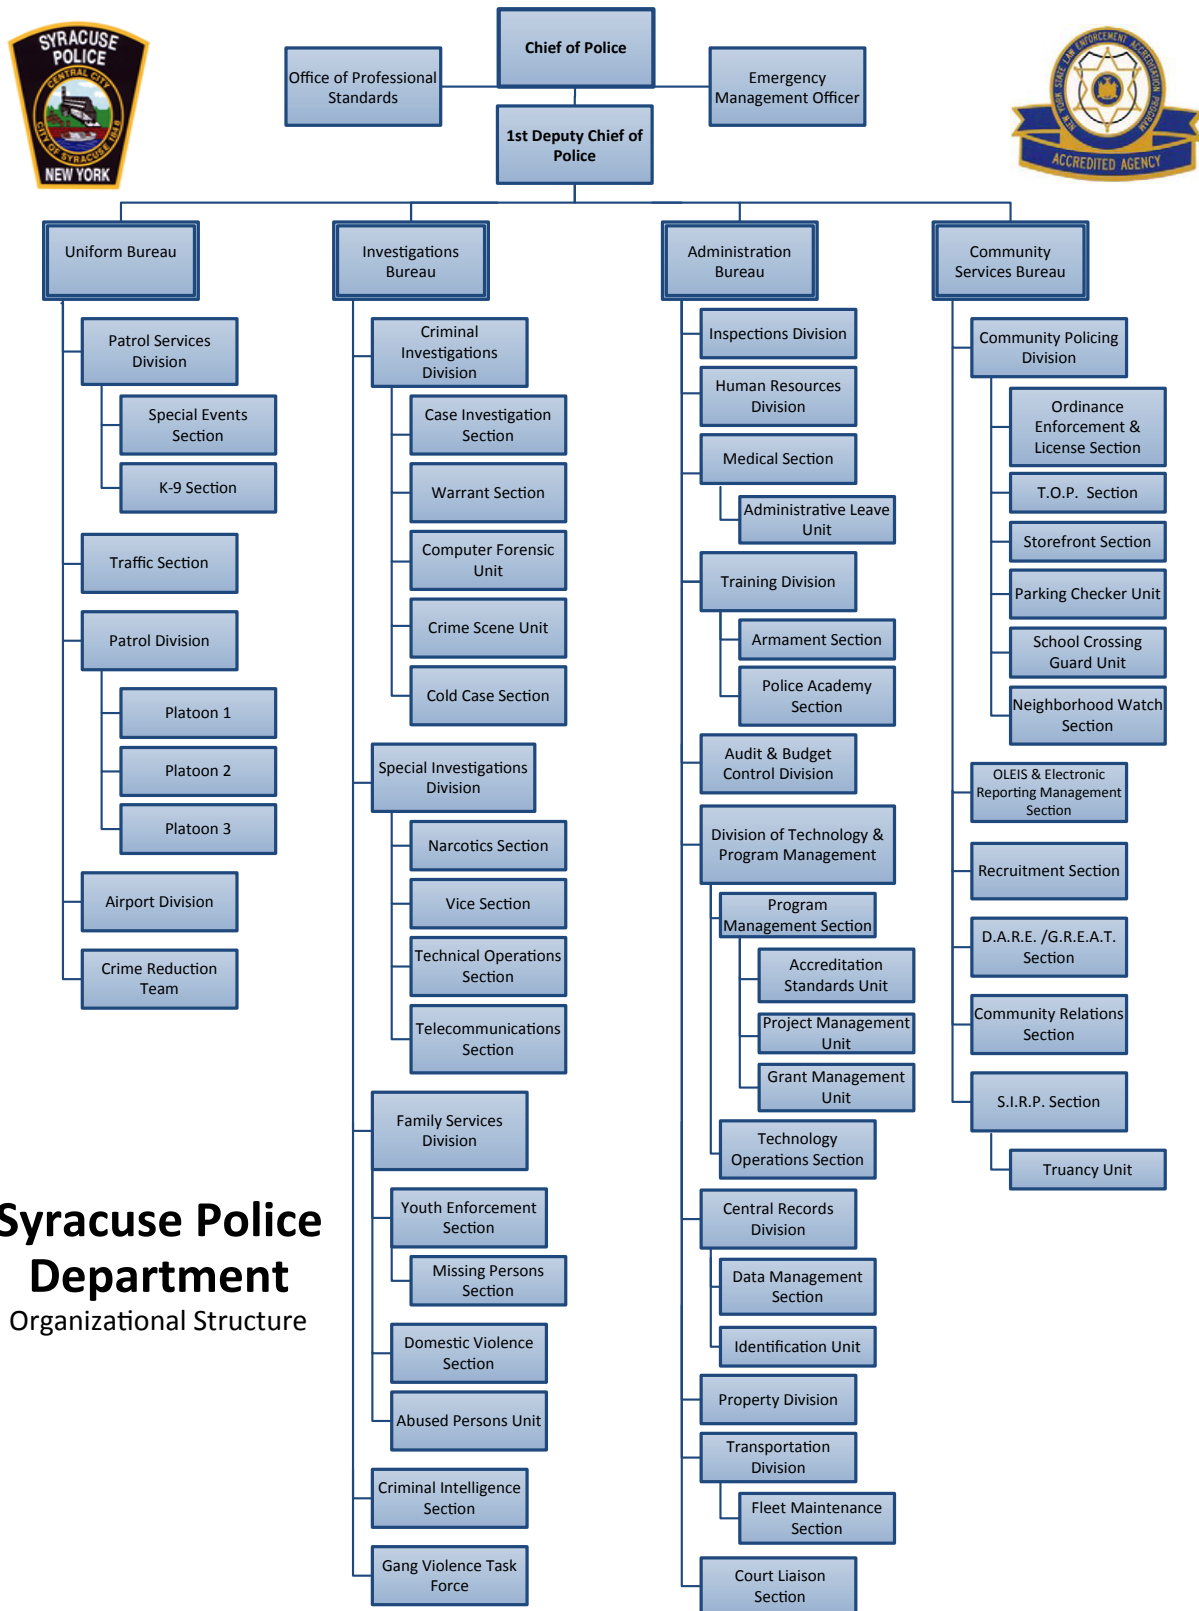 SYRACUSE
POLICE
CENTRAL CITY
CITY OF SYRACUSE 1848
NEW YORK
Chief of Police
Office of Professional
Standards
Emergency
Management Officer
NEW YORK STATE LAW ENFORCEMENT ACCREDITATION PROGRAM
ACCREDITED AGENCY
1st Deputy Chief of
Police
Uniform Bureau
Patrol Services
Division
Special Events
Section
K-9 Section
Traffic Section
Patrol Division
Platoon 1
Platoon 2
Platoon 3
Airport Division
Crime Reduction
Team
Investigations
Bureau
Criminal
Investigations
Division
Case Investigation
Section
Warrant Section
Computer Forensic
Unit
Crime Scene Unit
Cold Case Section
Special Investigations
Division
Narcotics Section
Vice Section
Technical Operations
Section
Telecommunications
Section
Family Services
Division
Youth Enforcement
Section
Missing Persons
Section
Domestic Violence
Section
Abused Persons Unit
Criminal Intelligence
Section
Gang Violence Task
Force
Administration
Bureau
Inspections Division
Human Resources
Division
Medical Section
Administrative Leave
Unit
Training Division
Armament Section
Police Academy
Section
Audit & Budget
Control Division
Division of Technology &
Program Management
Program
Management Section
Accreditation
Standards Unit
Project Management
Unit
Grant Management
Unit
Technology
Operations Section
Central Records
Division
Data Management
Section
Identification Unit
Property Division
Transportation
Division
Fleet Maintenance
Section
Court Liaison
Section
Community
Services Bureau
Community Policing
Division
Ordinance
Enforcement &
License Section
T.O.P. Section
Storefront Section
Parking Checker Unit
School Crossing
Guard Unit
Neighborhood Watch
Section
OLEIS & Electronic
Reporting Management
Section
Recruitment Section
D.A.R.E. /G.R.E.A.T.
Section
Community Relations
Section
S.I.R.P. Section
Truancy Unit
Syracuse Police
Department
Organizational Structure